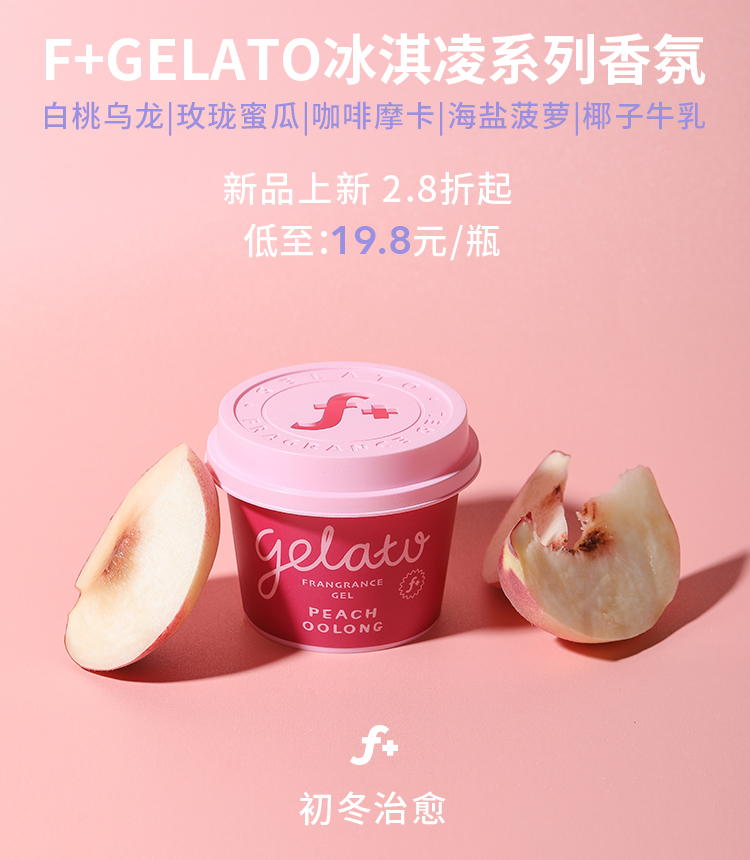 F+GELATO冰淇凌系列香氛
白桃乌龙|玫珑蜜瓜|咖啡摩卡|海盐菠萝|椰子牛乳
新品上新 2.8折起
低至:19.8元/瓶
GELATO
f+
FRAGRANCE GEL
gelato
FRANGRANCE
GEL
f+
PEACH
OOLONG
f+
初冬治愈